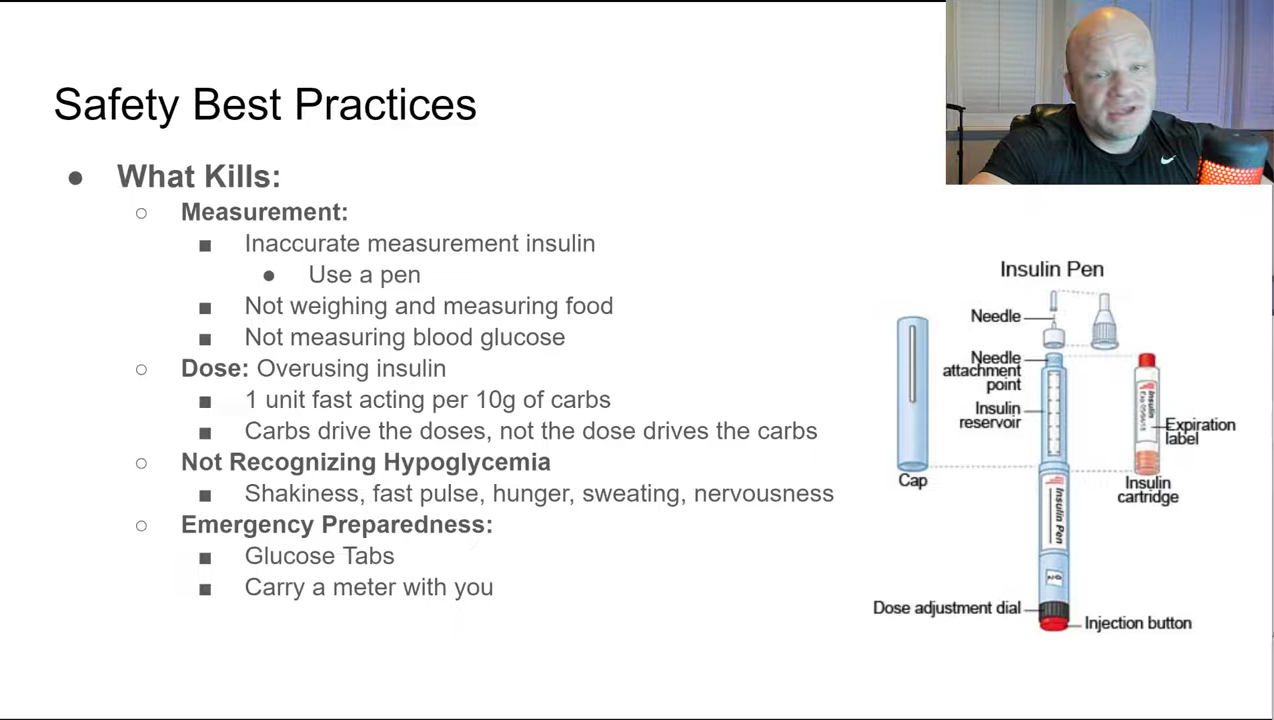 Safety Best Practices
What Kills:
Measurement:
Inaccurate measurement insulin
Use a pen
Not weighing and measuring food
Not measuring blood glucose
Dose: Overusing insulin
1 unit fast acting per 10g of carbs
Carbs drive the doses, not the dose drives the carbs
Not Recognizing Hypoglycemia
Shakiness, fast pulse, hunger, sweating, nervousness
Emergency Preparedness:
Glucose Tabs
Carry a meter with you
Insulin Pen
Needle
Needle
attachment
point
Insulin
reservoir
Cap
Insulin
Expiration
label
Insulin
cartridge
Insulin Pen
Dose adjustment dial
Injection button